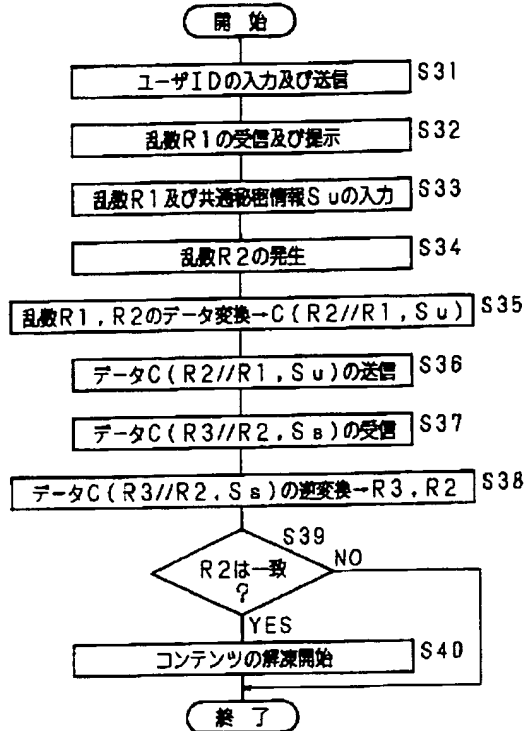 開始
ユーザIDの入力及び送信 S31
乱数R1の受信及び提示 S32
乱数R1及び共通秘密情報Suの入力 S33
乱数R2の発生 S34
乱数R1,R2のデータ変換→C(R2//R1,Su) S35
データC(R2//R1,Su)の送信 S36
データC(R3//R2,Ss)の受信 S37
データC(R3//R2,Ss)の逆変換→R3,R2 S38
S39
R2は一致 NO
?
YES
コンテンツの解凍開始 S40
終了